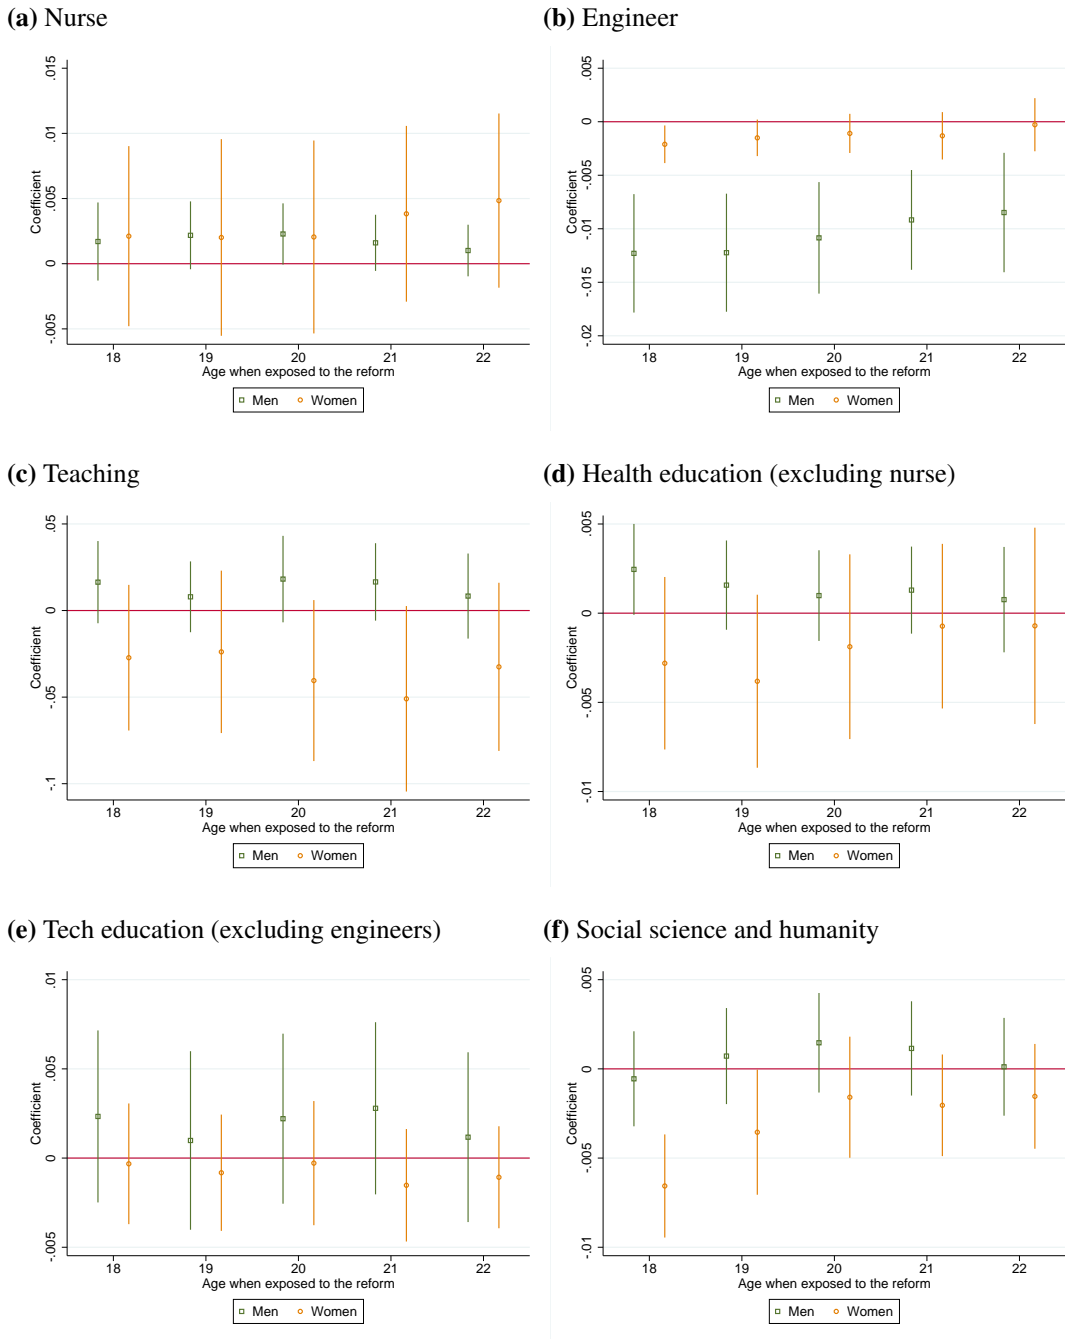 (a) Nurse
.015
.01
.005
0
-.005
Coefficient
18 19 20 21 22
Age when exposed to the reform
Men Women
(b) Engineer
.005
0
-.005
-.01
-.015
-.02
Coefficient
18 19 20 21 22
Age when exposed to the reform
Men Women
(c) Teaching
.05
0
-.05
-.1
Coefficient
18 19 20 21 22
Age when exposed to the reform
Men Women
(d) Health education (excluding nurse)
.005
0
-.005
-.01
Coefficient
18 19 20 21 22
Age when exposed to the reform
Men Women
(e) Tech education (excluding engineers)
.01
.005
0
-.005
Coefficient
18 19 20 21 22
Age when exposed to the reform
Men Women
(f) Social science and humanity
.005
0
-.005
-.01
Coefficient
18 19 20 21 22
Age when exposed to the reform
Men Women